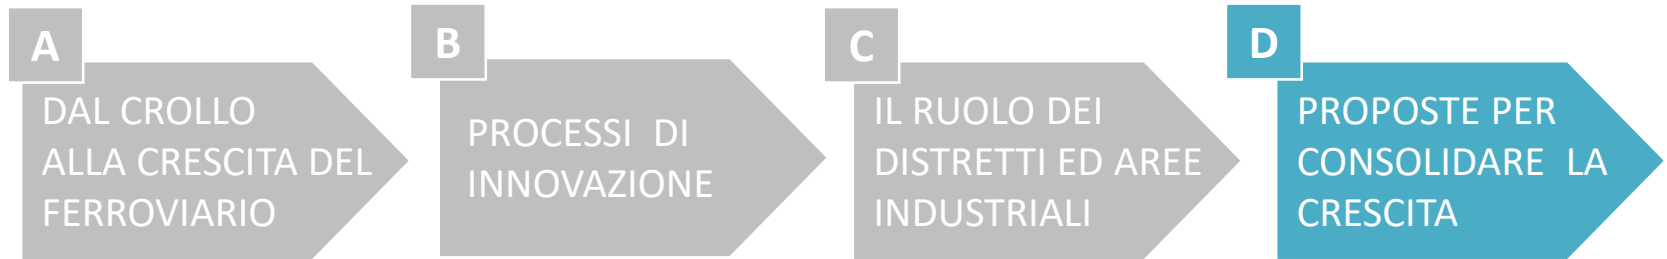 A
DAL CROLLO
ALLA CRESCITA DEL
FERROVIARIO
B
PROCESSI DI
INNOVAZIONE
C
IL RUOLO DEI
DISTRETTI ED AREE
INDUSTRIALI
D
PROPOSTE PER
CONSOLIDARE LA
CRESCITA